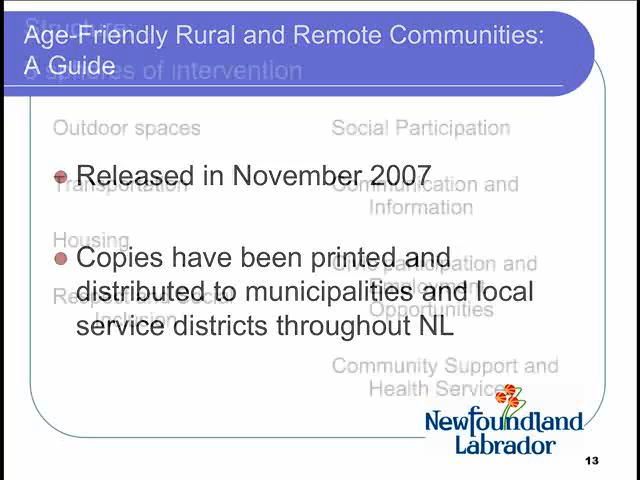 Structure:
8 spheres of intervention
Age-Friendly Rural and Remote Communities:
A Guide
Outdoor spaces
Social Participation
Released in November 2007
Transportation
Communication and
Information
Housing
Copies have been printed and
distributed to municipalities and local
service districts throughout NL
Civic participation and
Employment
Opportunities
Respect and Social
Inclusion
Community Support and
Health Services
Newfoundland
Labrador
13